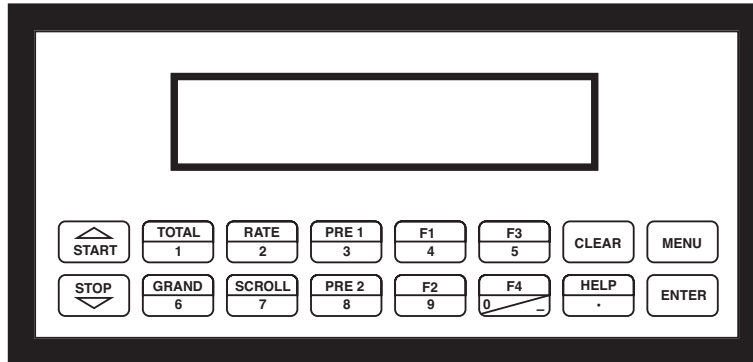 START
TOTAL
1
RATE
2
PRE 1
3
F1
4
F3
5
CLEAR
MENU
STOP
GRAND
6
SCROLL
7
PRE 2
8
F2
9
F4
0 –
HELP
.
ENTER